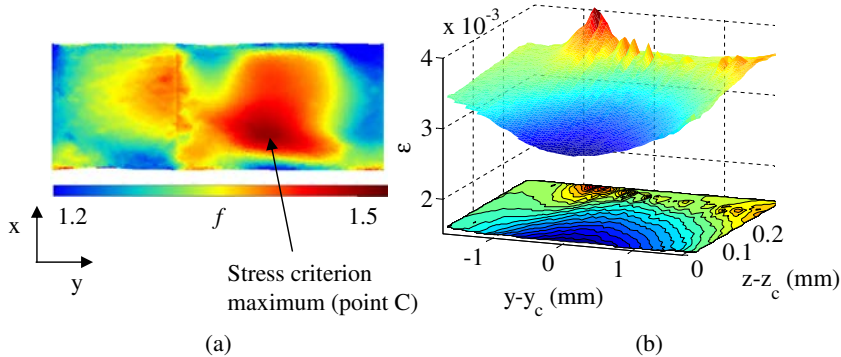 (a)
x
y
1.2
f
1.5
Stress criterion
maximum (point C)
x 10⁻³
4
3
2
ε
-1
0
1
y-y_c (mm)
0
0.1
0.2
z-z_c (mm)
(a)
(b)